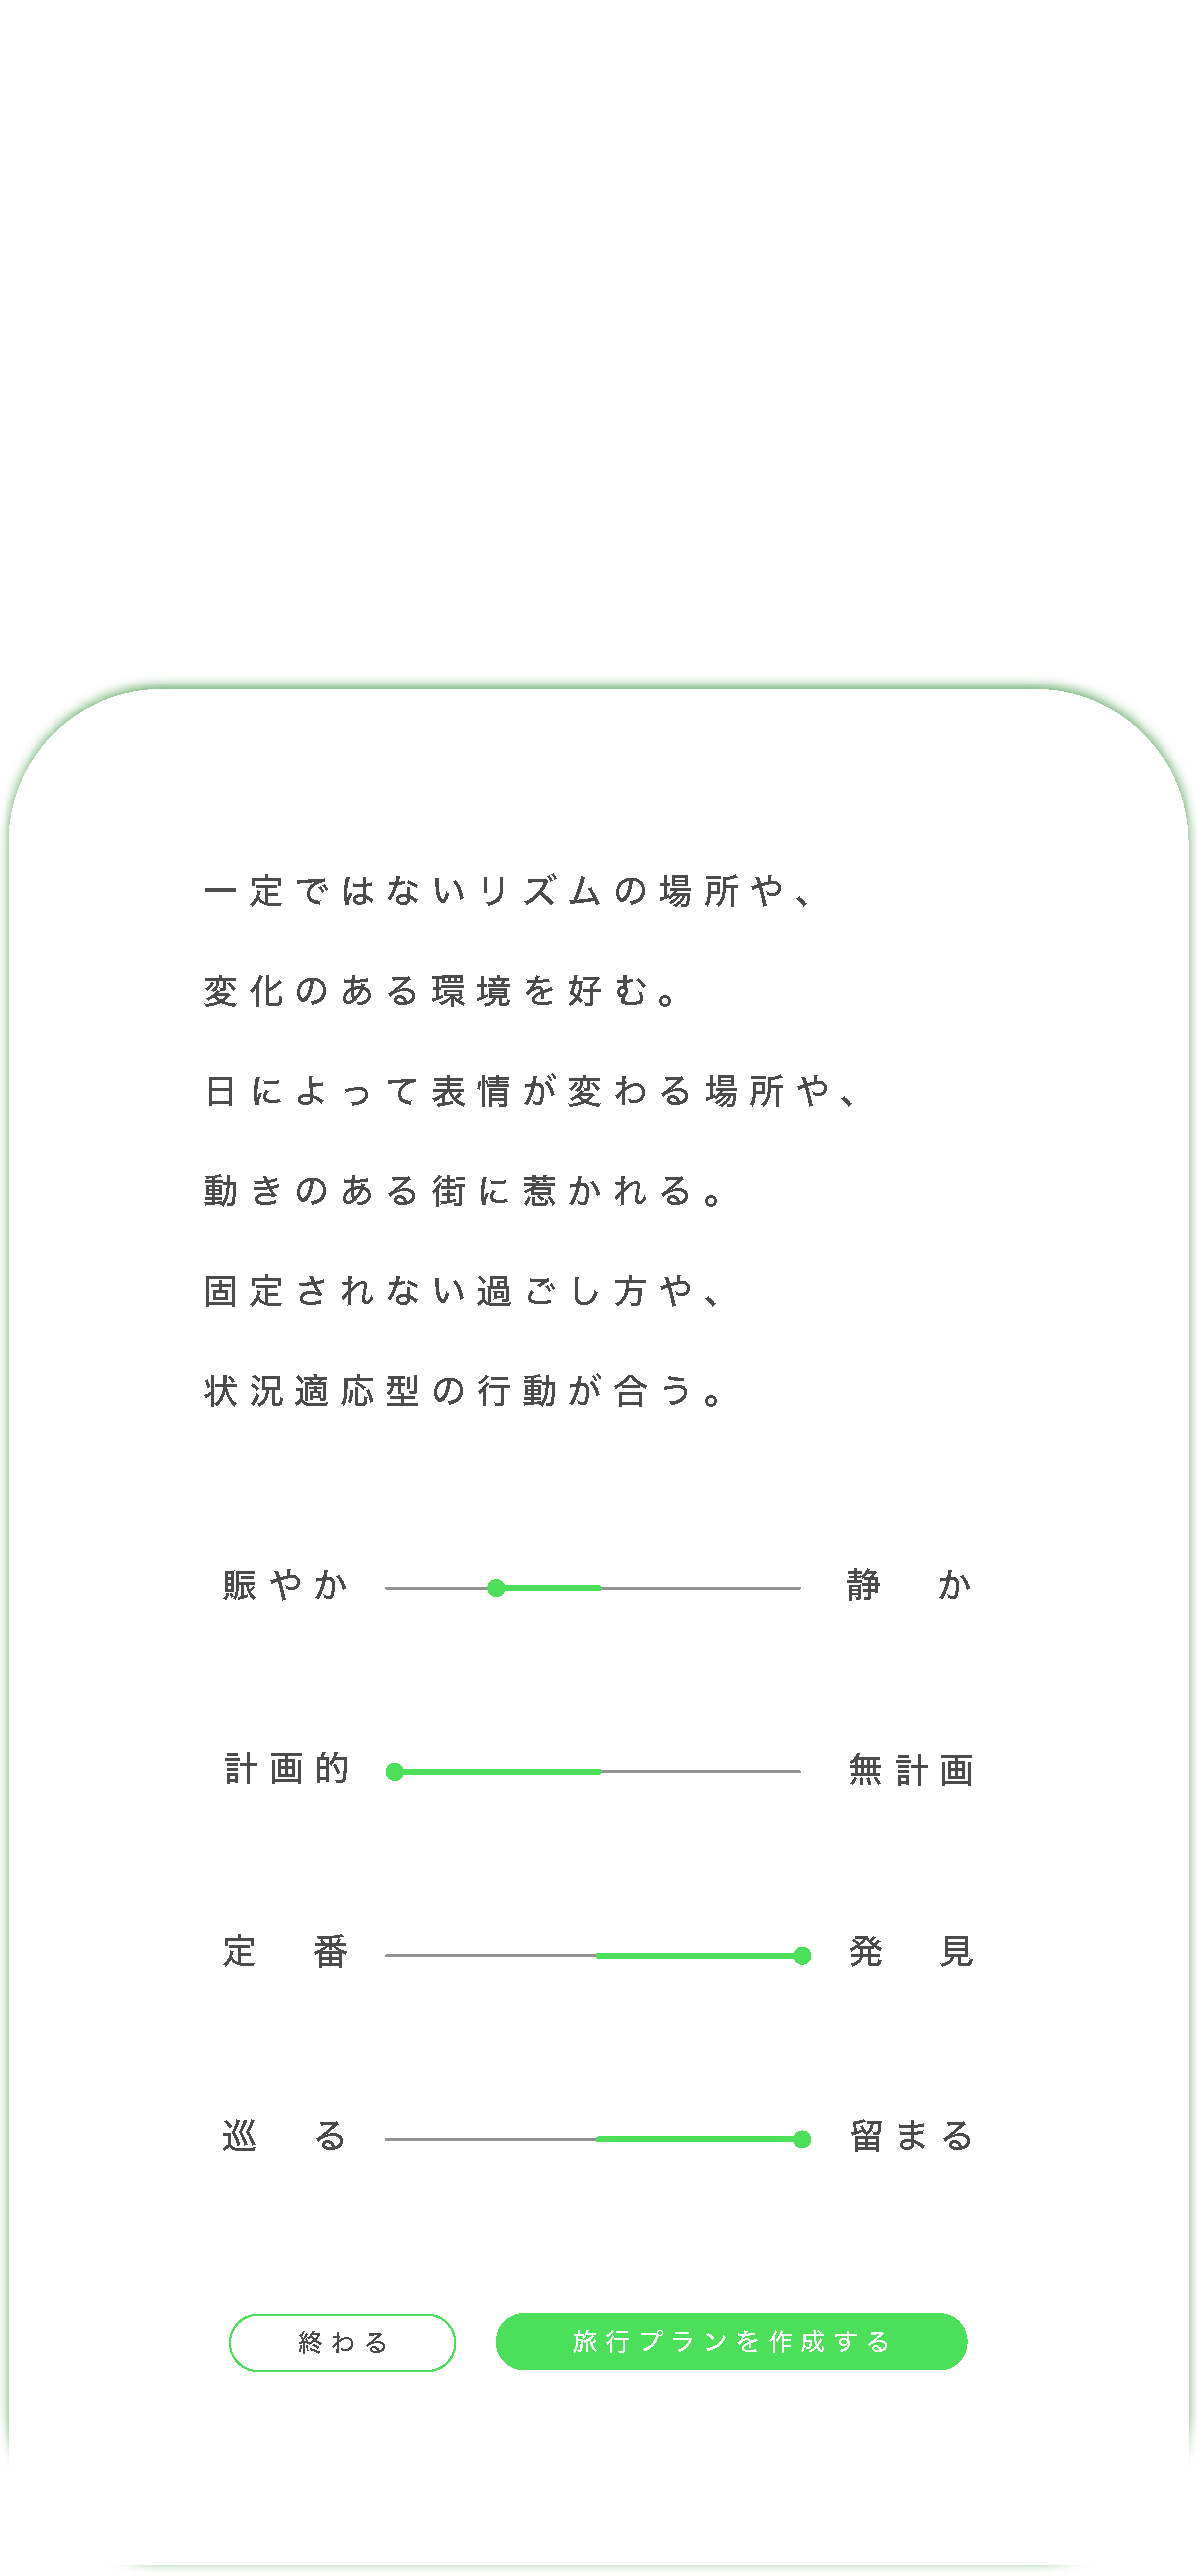 一定ではないリズムの場所や、
変化のある環境を好む。
日によって表情が変わる場所や、
動きのある街に惹かれる。
固定されない過ごし方や、
状況適応型の行動が合う。
賑やか 静か
計画的 無計画
定番 発見
巡る 留まる
終わる 旅行プランを作成する